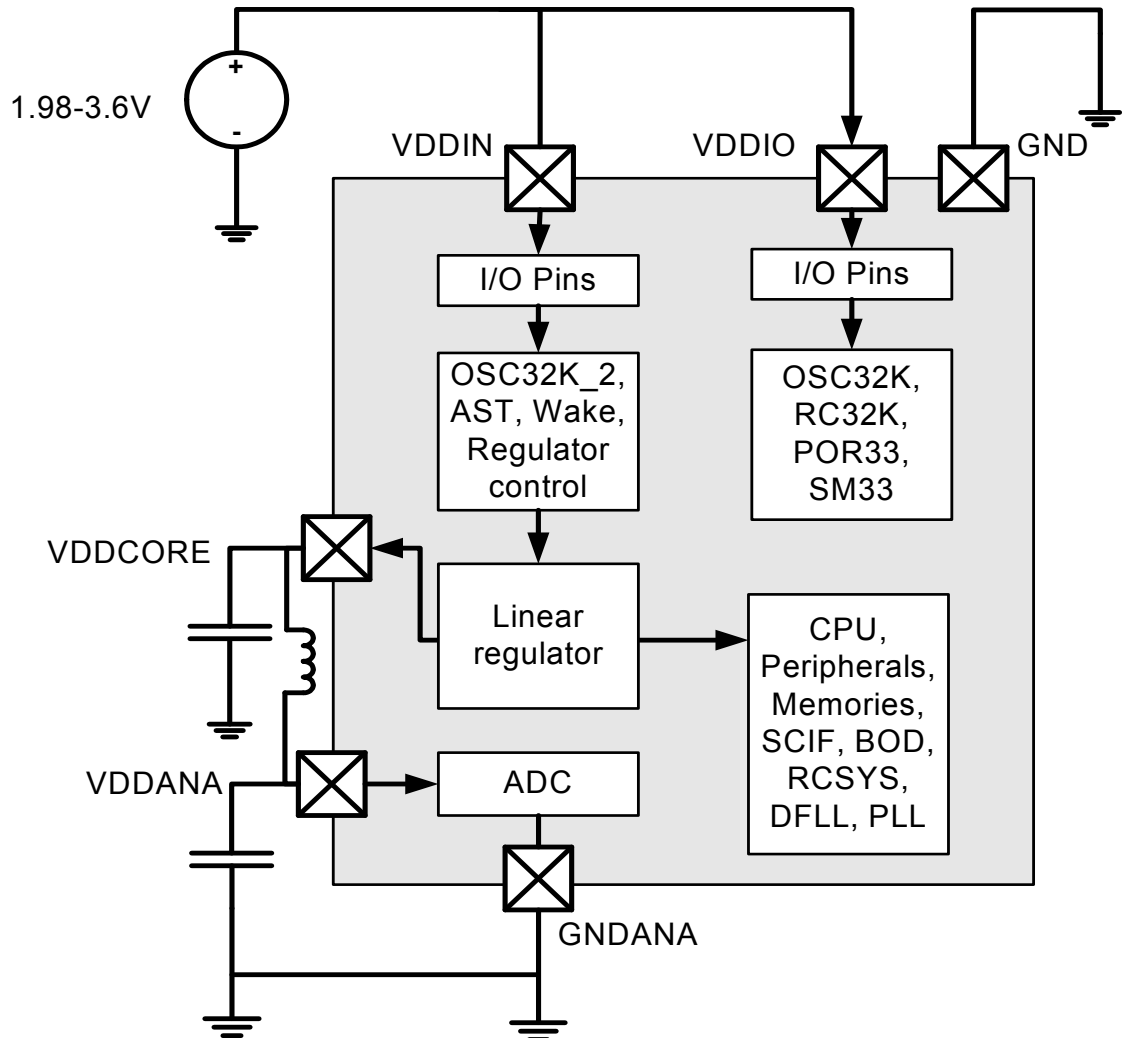 +
1.98-3.6V
-
VDDIN
VDDIO
GND
I/O Pins
I/O Pins
OSC32K_2,
AST, Wake,
Regulator
control
OSC32K,
RC32K,
POR33,
SM33
VDDCORE
Linear
regulator
CPU,
Peripherals,
Memories,
SCIF, BOD,
RCSYS,
DFLL, PLL
VDDANA
ADC
GNDANA